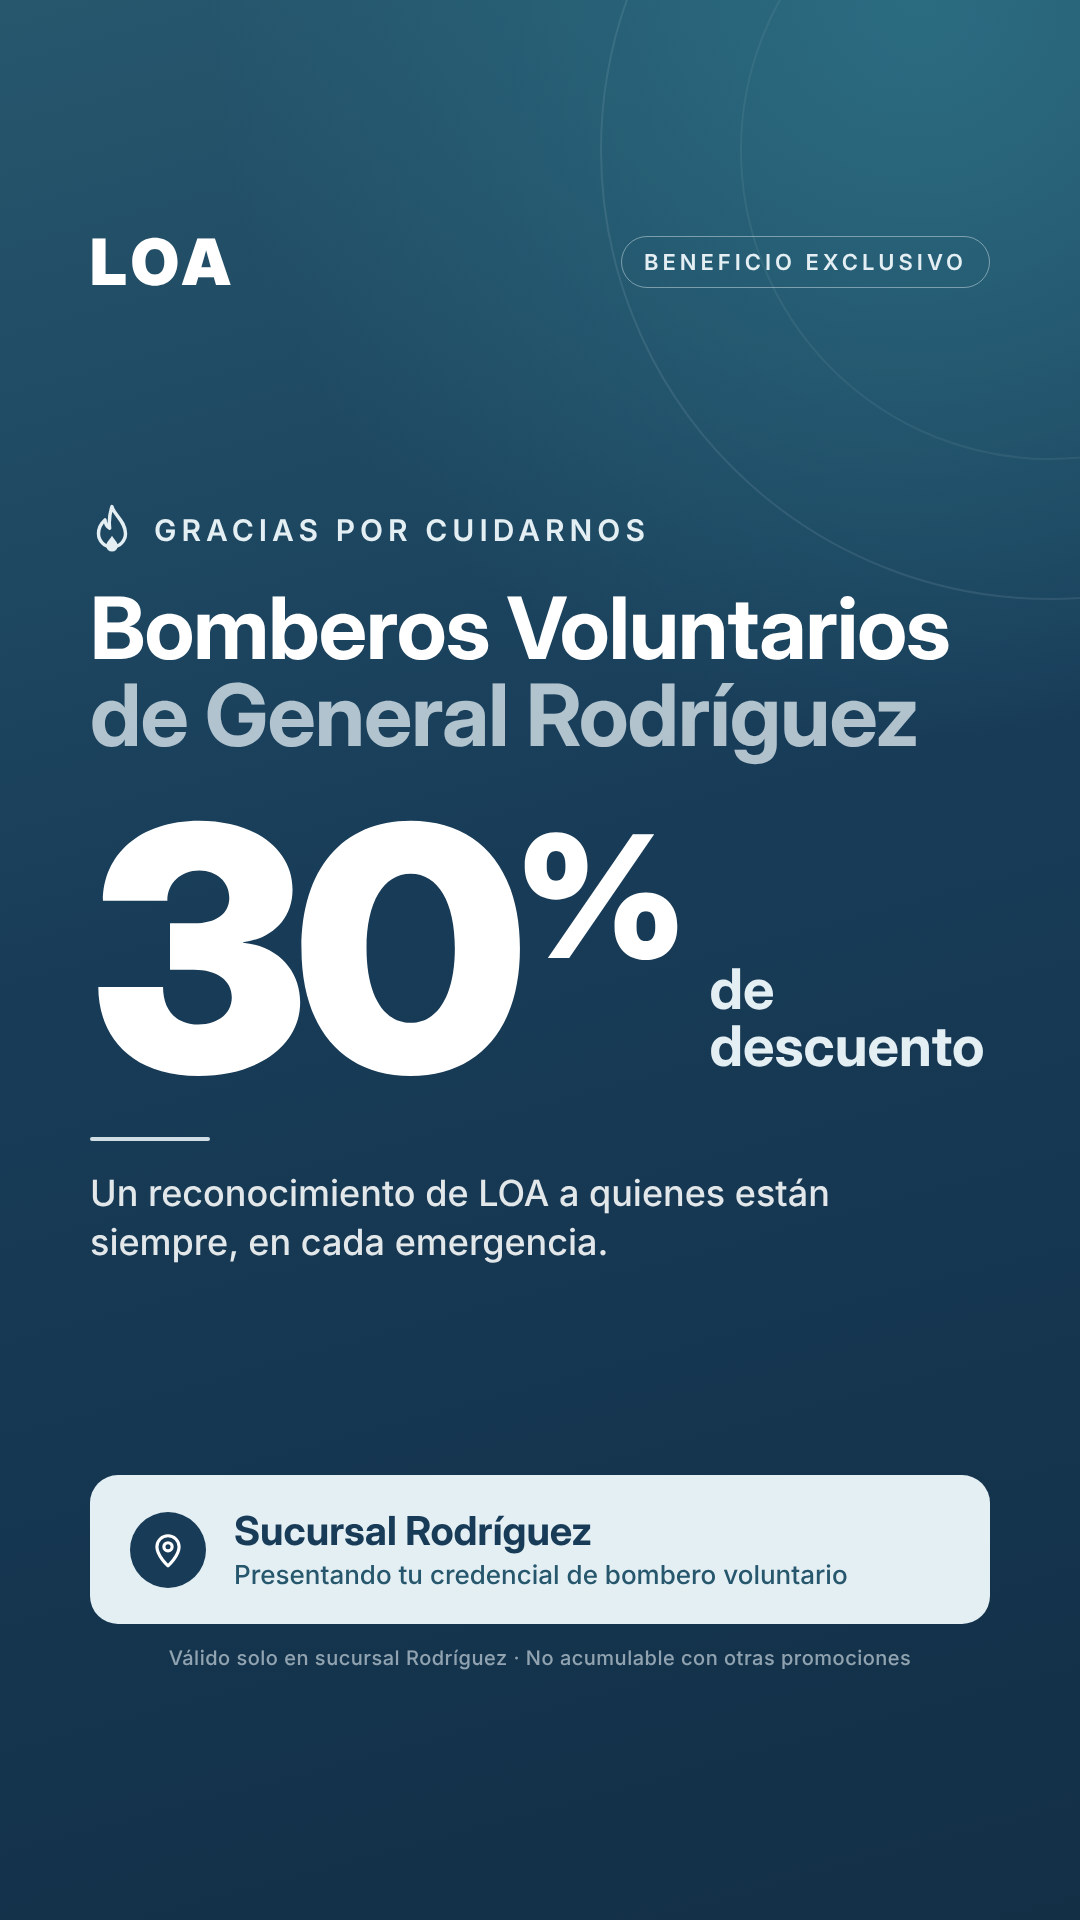 LOA
BENEFICIO EXCLUSIVO
GRACIAS POR CUIDARNOS
Bomberos Voluntarios
de General Rodríguez
30%
de
descuento
Un reconocimiento de LOA a quienes están
siempre, en cada emergencia.
Sucursal Rodríguez
Presentando tu credencial de bombero voluntario
Válido solo en sucursal Rodríguez · No acumulable con otras promociones